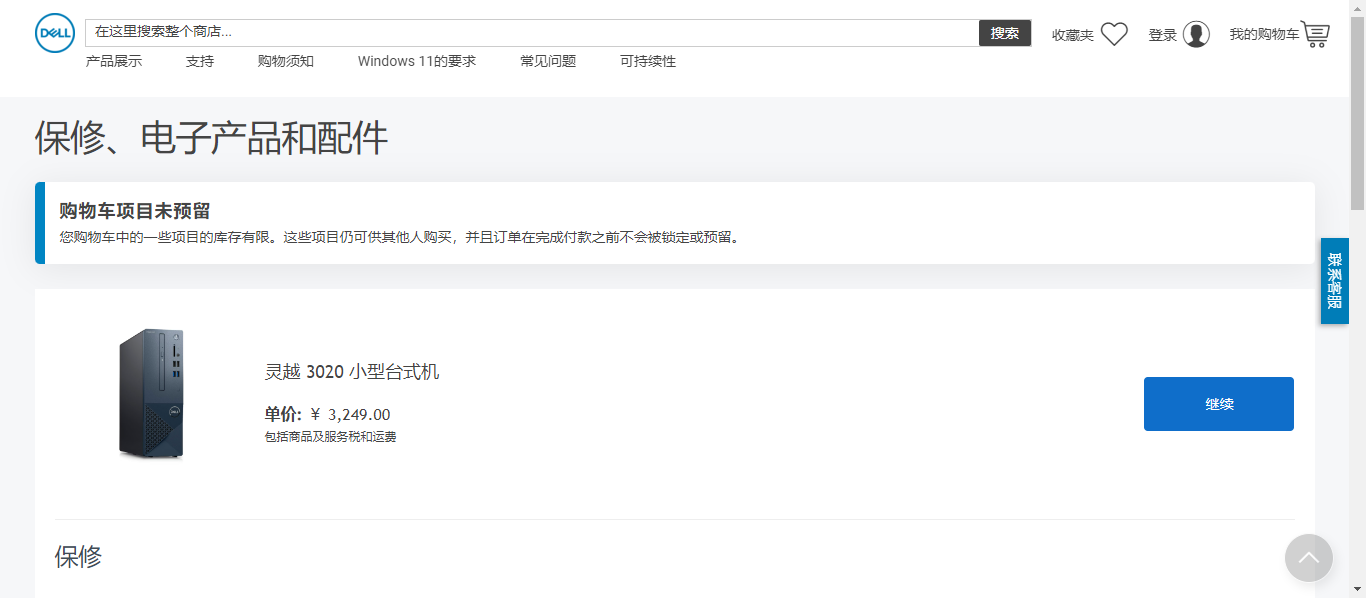 DELL
在这里搜索整个商店...
搜索
收藏夹
登录
我的购物车
产品展示 支持 购物须知 Windows 11的要求 常见问题 可持续性
保修、电子产品和配件
购物车项目未预留
您购物车中的一些项目的库存有限。这些项目仍可供其他人购买，并且订单在完成付款之前不会被锁定或预留。
联系客服
灵越 3020 小型台式机
单价: ￥ 3,249.00
包括商品及服务税和运费
继续
保修